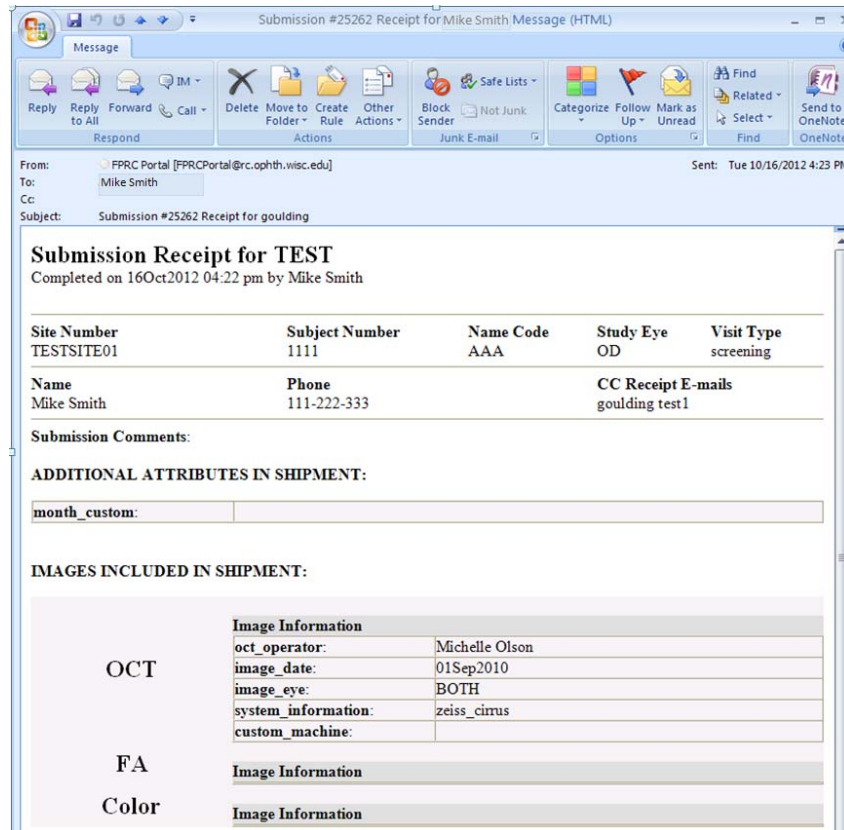 Submission #25262 Receipt for Mike Smith Message (HTML)
Message
Reply
Reply to All
Forward
IM
Call
Respond
Delete
Move to Folder
Create Rule
Other Actions
Actions
Block Sender
Safe Lists
Not Junk
Junk E-mail
Categorize
Follow Up
Mark as Unread
Options
Find
Related
Select
Find
Send to OneNote
OneNote
From: FPRC Portal [FPRCPortal@rc.ophth.wisc.edu] Sent: Tue 10/16/2012 4:23 PM
To: Mike Smith
Cc:
Subject: Submission #25262 Receipt for goulding
Submission Receipt for TEST
Completed on 16Oct2012 04:22 pm by Mike Smith
Site Number Subject Number Name Code Study Eye Visit Type
TESTSITE01 1111 AAA OD screening
Name Phone CC Receipt E-mails
Mike Smith 111-222-333 goulding test1
Submission Comments:
ADDITIONAL ATTRIBUTES IN SHIPMENT:
month_custom:
IMAGES INCLUDED IN SHIPMENT:
OCT
Image Information
oct_operator: Michelle Olson
image_date: 01Sep2010
image_eye: BOTH
system_information: zeiss_cirrus
custom_machine:
FA
Image Information
Color
Image Information